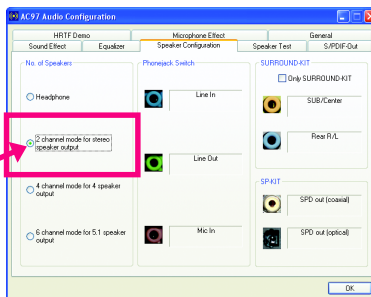 AC97 Audio Configuration
HRTF Demo
Microphone Effect
General
Sound Effect
Equalizer
Speaker Configuration
Speaker Test
S/PDIF-Out
No. of Speakers
Headphone
2 channel mode for stereo
speaker output
4 channel mode for 4 speaker
output
6 channel mode for 5.1 speaker
output
Phonejack Switch
Line In
Line Out
Mic In
SURROUND-KIT
Only SURROUND-KIT
SUB/Center
Rear R/L
SP-KIT
SPD out (coaxial)
SPD out (optical)
OK